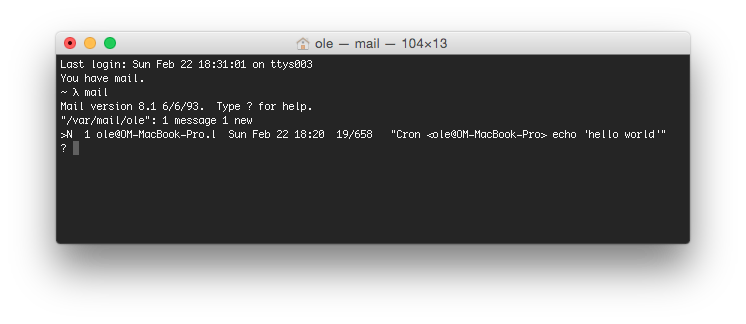 ole — mail — 104×13
Last login: Sun Feb 22 18:31:01 on ttys003
You have mail.
~ λ mail
Mail version 8.1 6/6/93.  Type ? for help.
"/var/mail/ole": 1 message 1 new
>N  1 ole@OM-MacBook-Pro.l  Sun Feb 22 18:20  19/658   "Cron <ole@OM-MacBook-Pro> echo 'hello world'"
?